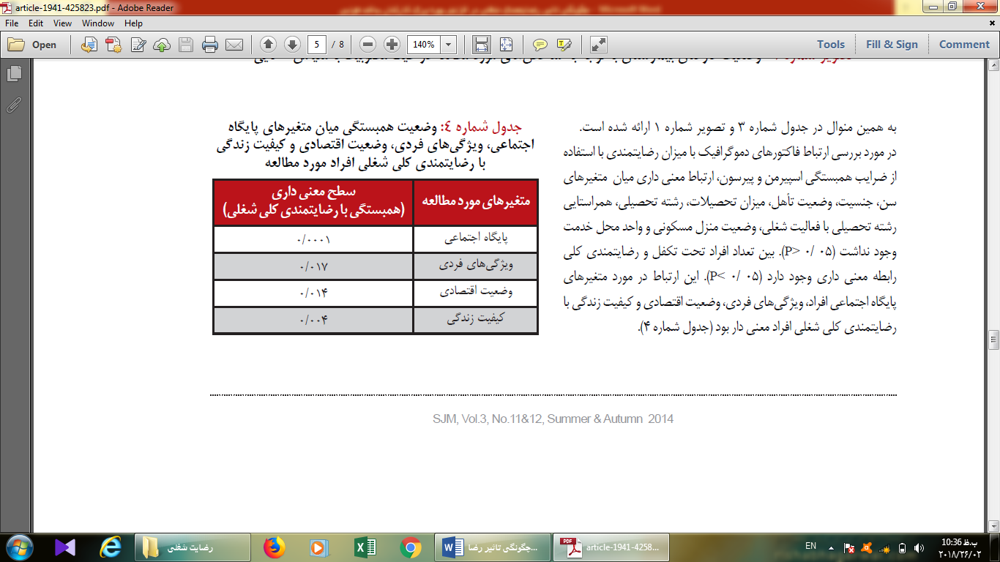 article-1941-425823.pdf - Adobe Reader
File Edit View Window Help
Open 5 / 8 140% Tools Fill & Sign Comment
به همین منوال در جدول شماره ۳ و تصویر شماره ۱ ارائه شده است.
در مورد بررسی ارتباط فاکتورهای دموگرافیک با میزان رضایتمندی با استفاده
از ضرایب همبستگی اسپیرمن و پیرسون، ارتباط معنی داری میان متغیرهای
سن، جنسیت، وضعیت تأهل، میزان تحصیلات، رشته تحصیلی، همراستایی
رشته تحصیلی با فعالیت شغلی، وضعیت منزل مسکونی و واحد محل خدمت
وجود نداشت (P> ۰/ ۰۵). بین تعداد افراد تحت تکفل و رضایتمندی کلی
رابطه معنی داری وجود دارد (P< ۰/ ۰۵). این ارتباط در مورد متغیرهای
پایگاه اجتماعی افراد، ویژگی‌های فردی، وضعیت اقتصادی و کیفیت زندگی با
رضایتمندی کلی شغلی افراد معنی دار بود (جدول شماره ۴).
جدول شماره ٤: وضعیت همبستگی میان متغیرهای پایگاه
اجتماعی، ویژگی‌های فردی، وضعیت اقتصادی و کیفیت زندگی
با رضایتمندی کلی شغلی افراد مورد مطالعه
متغیرهای مورد مطالعه سطح معنی داری
(همبستگی با رضایتمندی کلی شغلی)
پایگاه اجتماعی ۰/۰۰۰۱
ویژگی‌های فردی ۰/۰۱۷
وضعیت اقتصادی ۰/۰۱۴
کیفیت زندگی ۰/۰۰۴
SJM, Vol.3, No.11&12, Summer & Autumn 2014
رضایت شغلی
چگونگی تاثیر رضا...
article-1941-4258...
EN
10:36 ب.ظ
۲۰۱۸/۲۶/۰۲